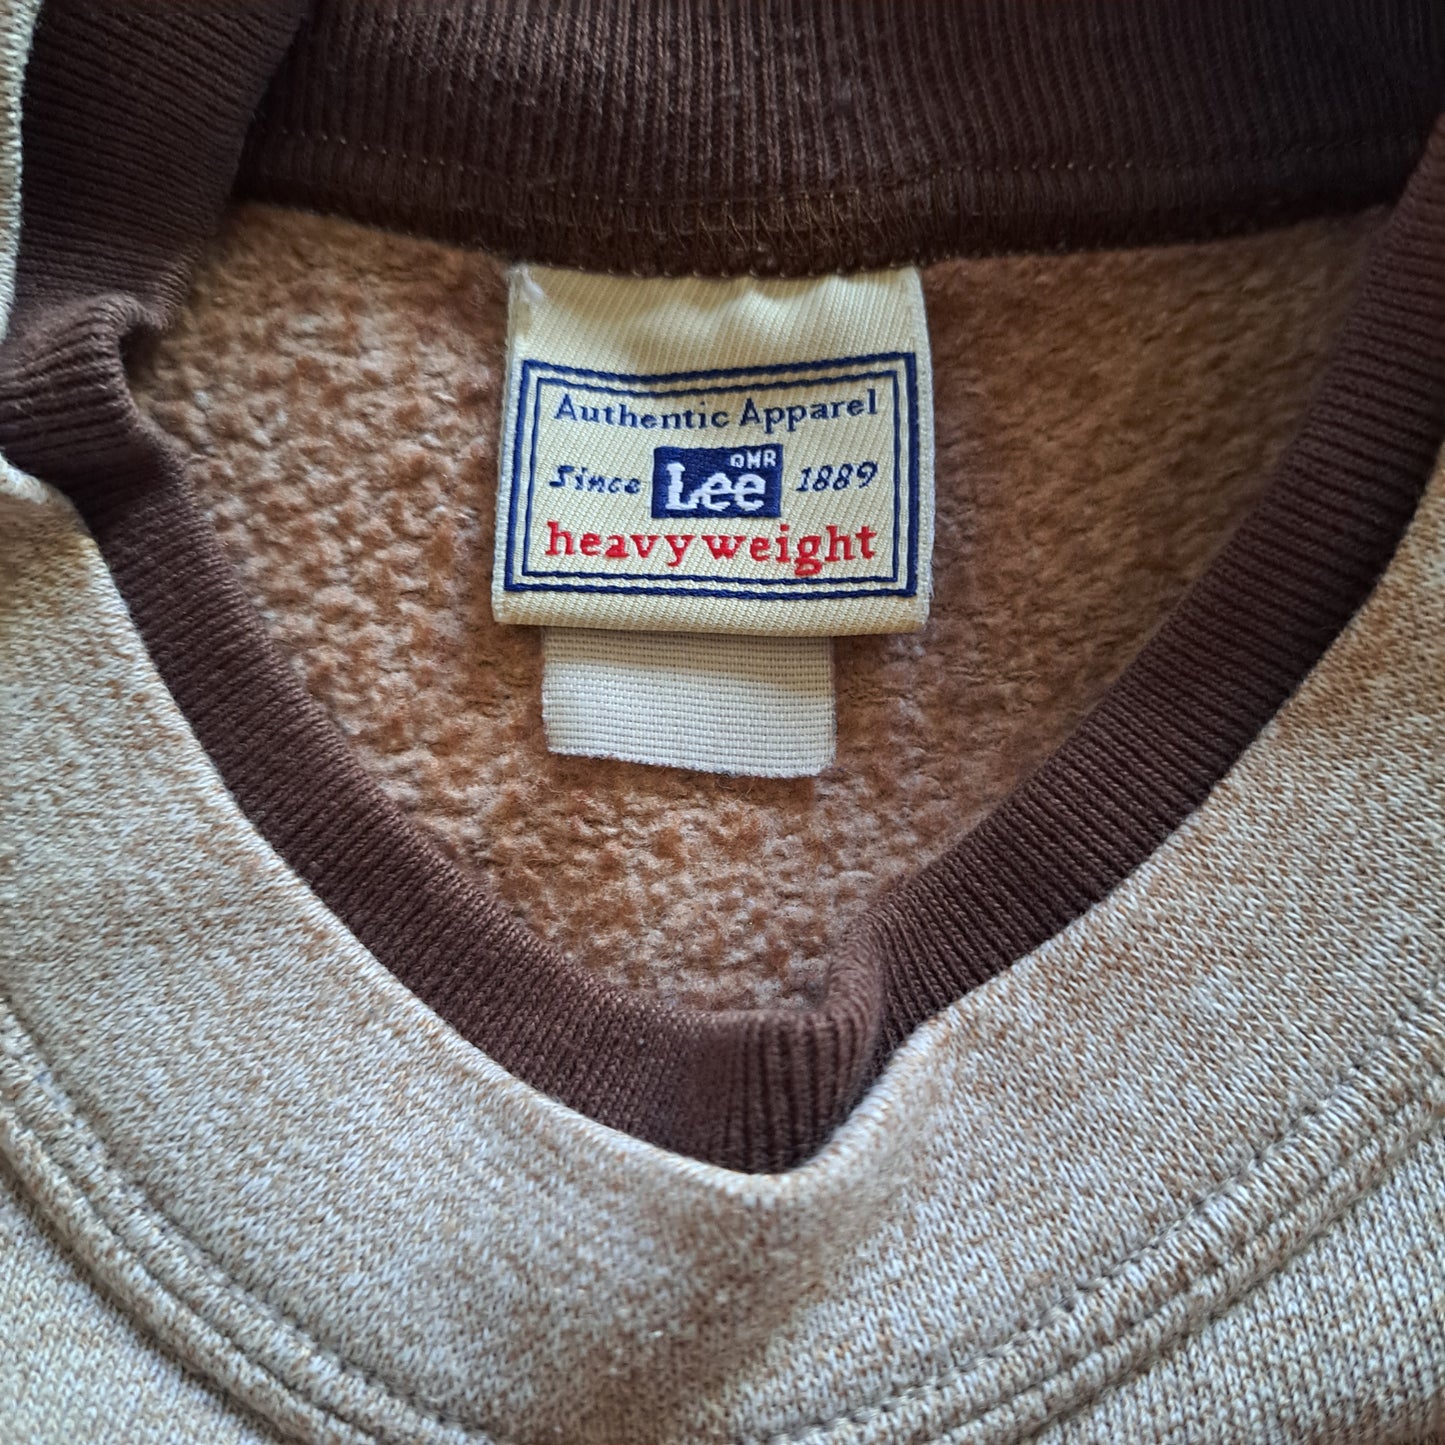 Authentic Apparel
Since Lee QMR 1889
heavyweight